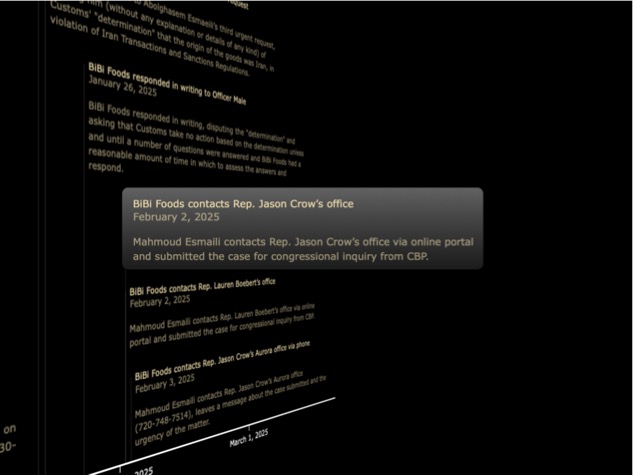 quest
him (without any explanation or details of any kind) of
Abolghasem Esmaeili's third urgent request,
Customs' "determination" that the origin of the goods was Iran, in
violation of Iran Transactions and Sanctions Regulations.
BiBi Foods responded in writing to Officer Male
January 26, 2025
BiBi Foods responded in writing, disputing the "determination" and
asking that Customs take no action based on the determination unless
and until a number of questions were answered and BiBi Foods had a
reasonable amount of time in which to assess the answers and
respond.
BiBi Foods contacts Rep. Jason Crow's office
February 2, 2025
Mahmoud Esmaili contacts Rep. Jason Crow's office via online portal
and submitted the case for congressional inquiry from CBP.
BiBi Foods contacts Rep. Lauren Boebert's office
February 2, 2025
Mahmoud Esmaili contacts Rep. Lauren Boebert's office via online
portal and submitted the case for congressional inquiry from CBP.
BiBi Foods contacts Rep. Jason Crow's Aurora office via phone
February 3, 2025
Mahmoud Esmaili contacts Rep. Jason Crow's Aurora office
(720-748-7514), leaves a message about the case submitted and the
urgency of the matter.
on
30-
March 1, 2025
2025